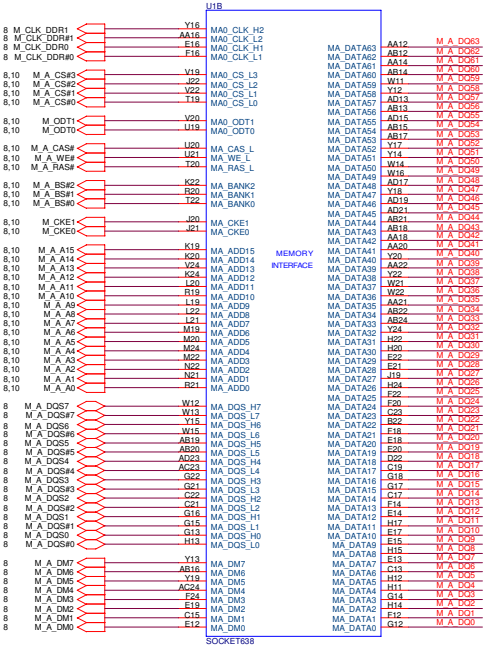 U1B
8 M_CLK_DDR1 Y16 MA0_CLK_H2
8 M_CLK_DDR#1 AA16 MA0_CLK_L2
8 M_CLK_DDR0 E16 MA0_CLK_H1
8 M_CLK_DDR#0 F16 MA0_CLK_L1
8,10 M_A_CS#3 V19 MA0_CS_L3
8,10 M_A_CS#2 J22 MA0_CS_L2
8,10 M_A_CS#1 V22 MA0_CS_L1
8,10 M_A_CS#0 T19 MA0_CS_L0
8,10 M_ODT1 V20 MA0_ODT1
8,10 M_ODT0 U19 MA0_ODT0
8,10 M_A_CAS# U20 MA_CAS_L
8,10 M_A_WE# U21 MA_WE_L
8,10 M_A_RAS# T20 MA_RAS_L
8,10 M_A_BS#2 K22 MA_BANK2
8,10 M_A_BS#1 R20 MA_BANK1
8,10 M_A_BS#0 T22 MA_BANK0
8,10 M_CKE1 J20 MA_CKE1
8,10 M_CKE0 J21 MA_CKE0
8,10 M_A_A15 K19 MA_ADD15
8,10 M_A_A14 K20 MA_ADD14
8,10 M_A_A13 V24 MA_ADD13
8,10 M_A_A12 K24 MA_ADD12
8,10 M_A_A11 L20 MA_ADD11
8,10 M_A_A10 R19 MA_ADD10
8,10 M_A_A9 L19 MA_ADD9
8,10 M_A_A8 L22 MA_ADD8
8,10 M_A_A7 L21 MA_ADD7
8,10 M_A_A6 M19 MA_ADD6
8,10 M_A_A5 M20 MA_ADD5
8,10 M_A_A4 M24 MA_ADD4
8,10 M_A_A3 M22 MA_ADD3
8,10 M_A_A2 N22 MA_ADD2
8,10 M_A_A1 N21 MA_ADD1
8,10 M_A_A0 R21 MA_ADD0
8 M_A_DQS7 W12 MA_DQS_H7
8 M_A_DQS#7 W13 MA_DQS_L7
8 M_A_DQS6 Y15 MA_DQS_H6
8 M_A_DQS#6 W15 MA_DQS_L6
8 M_A_DQS5 AB19 MA_DQS_H5
8 M_A_DQS#5 AB20 MA_DQS_L5
8 M_A_DQS4 AD23 MA_DQS_H4
8 M_A_DQS#4 AC23 MA_DQS_L4
8 M_A_DQS3 G22 MA_DQS_H3
8 M_A_DQS#3 G21 MA_DQS_L3
8 M_A_DQS2 C22 MA_DQS_H2
8 M_A_DQS#2 C21 MA_DQS_L2
8 M_A_DQS1 G16 MA_DQS_H1
8 M_A_DQS#1 G15 MA_DQS_L1
8 M_A_DQS0 G13 MA_DQS_H0
8 M_A_DQS#0 H13 MA_DQS_L0
8 M_A_DM7 Y13 MA_DM7
8 M_A_DM6 AB16 MA_DM6
8 M_A_DM5 Y19 MA_DM5
8 M_A_DM4 AC24 MA_DM4
8 M_A_DM3 F24 MA_DM3
8 M_A_DM2 E19 MA_DM2
8 M_A_DM1 C15 MA_DM1
8 M_A_DM0 E12 MA_DM0
MEMORY
INTERFACE
MA_DATA63 AA12 M_A_DQ63
MA_DATA62 AB12 M_A_DQ62
MA_DATA61 AA14 M_A_DQ61
MA_DATA60 AB14 M_A_DQ60
MA_DATA59 W11 M_A_DQ59
MA_DATA58 Y12 M_A_DQ58
MA_DATA57 AD13 M_A_DQ57
MA_DATA56 AB13 M_A_DQ56
MA_DATA55 AD15 M_A_DQ55
MA_DATA54 AB15 M_A_DQ54
MA_DATA53 AB17 M_A_DQ53
MA_DATA52 Y17 M_A_DQ52
MA_DATA51 Y14 M_A_DQ51
MA_DATA50 W14 M_A_DQ50
MA_DATA49 W16 M_A_DQ49
MA_DATA48 AD17 M_A_DQ48
MA_DATA47 Y18 M_A_DQ47
MA_DATA46 AD19 M_A_DQ46
MA_DATA45 AD21 M_A_DQ45
MA_DATA44 AB21 M_A_DQ44
MA_DATA43 AB18 M_A_DQ43
MA_DATA42 AA18 M_A_DQ42
MA_DATA41 AA20 M_A_DQ41
MA_DATA40 Y20 M_A_DQ40
MA_DATA39 AA22 M_A_DQ39
MA_DATA38 Y22 M_A_DQ38
MA_DATA37 W21 M_A_DQ37
MA_DATA36 W22 M_A_DQ36
MA_DATA35 AA21 M_A_DQ35
MA_DATA34 AB22 M_A_DQ34
MA_DATA33 AB24 M_A_DQ33
MA_DATA32 Y24 M_A_DQ32
MA_DATA31 H22 M_A_DQ31
MA_DATA30 H20 M_A_DQ30
MA_DATA29 E22 M_A_DQ29
MA_DATA28 E21 M_A_DQ28
MA_DATA27 J19 M_A_DQ27
MA_DATA26 H24 M_A_DQ26
MA_DATA25 F22 M_A_DQ25
MA_DATA24 F20 M_A_DQ24
MA_DATA23 C23 M_A_DQ23
MA_DATA22 B22 M_A_DQ22
MA_DATA21 F18 M_A_DQ21
MA_DATA20 E18 M_A_DQ20
MA_DATA19 E20 M_A_DQ19
MA_DATA18 D22 M_A_DQ18
MA_DATA17 C19 M_A_DQ17
MA_DATA16 G18 M_A_DQ16
MA_DATA15 G17 M_A_DQ15
MA_DATA14 C17 M_A_DQ14
MA_DATA13 F14 M_A_DQ13
MA_DATA12 E14 M_A_DQ12
MA_DATA11 H17 M_A_DQ11
MA_DATA10 E17 M_A_DQ10
MA_DATA9 E15 M_A_DQ9
MA_DATA8 H15 M_A_DQ8
MA_DATA7 E13 M_A_DQ7
MA_DATA6 C13 M_A_DQ6
MA_DATA5 H12 M_A_DQ5
MA_DATA4 H11 M_A_DQ4
MA_DATA3 G14 M_A_DQ3
MA_DATA2 H14 M_A_DQ2
MA_DATA1 F12 M_A_DQ1
MA_DATA0 G12 M_A_DQ0
SOCKET638